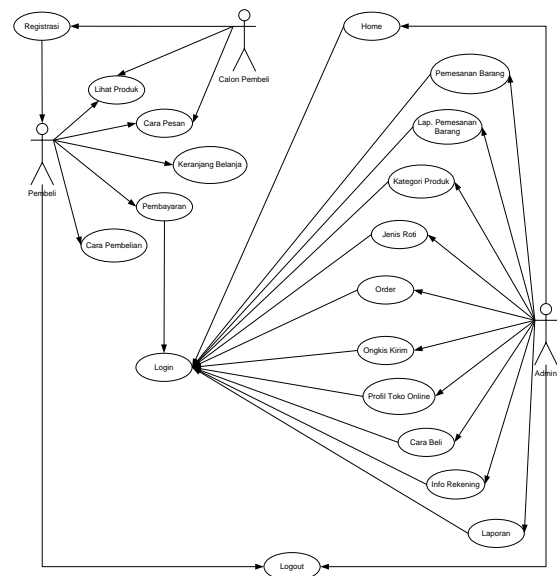 Registrasi
Home
Calon Pembeli
Pemesanan Barang
Lihat Produk
Cara Pesan
Lap. Pemesanan
Barang
Keranjang Belanja
Pembeli
Kategori Produk
Pembayaran
Jenis Roti
Cara Pembelian
Order
Ongkis Kirim
Login
Admin
Profil Toko Online
Cara Beli
Info Rekening
Laporan
Logout